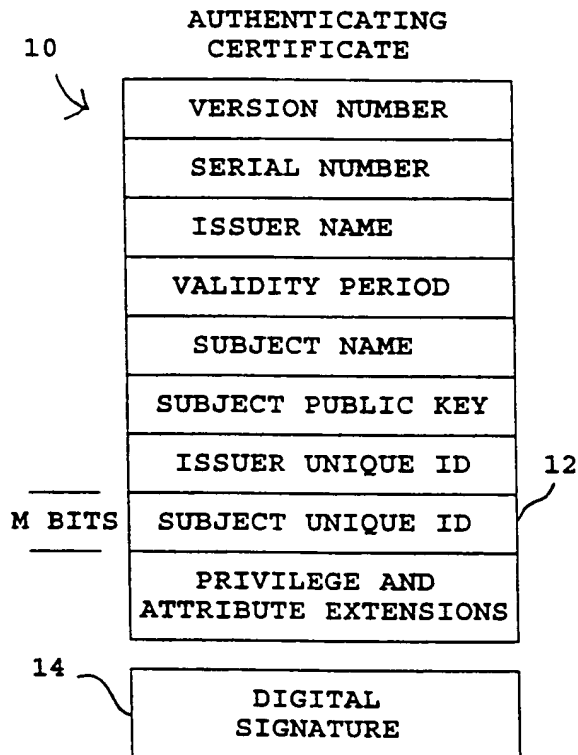 AUTHENTICATING
CERTIFICATE
10
VERSION NUMBER
SERIAL NUMBER
ISSUER NAME
VALIDITY PERIOD
SUBJECT NAME
SUBJECT PUBLIC KEY
ISSUER UNIQUE ID
12
M BITS
SUBJECT UNIQUE ID
PRIVILEGE AND
ATTRIBUTE EXTENSIONS
14
DIGITAL
SIGNATURE